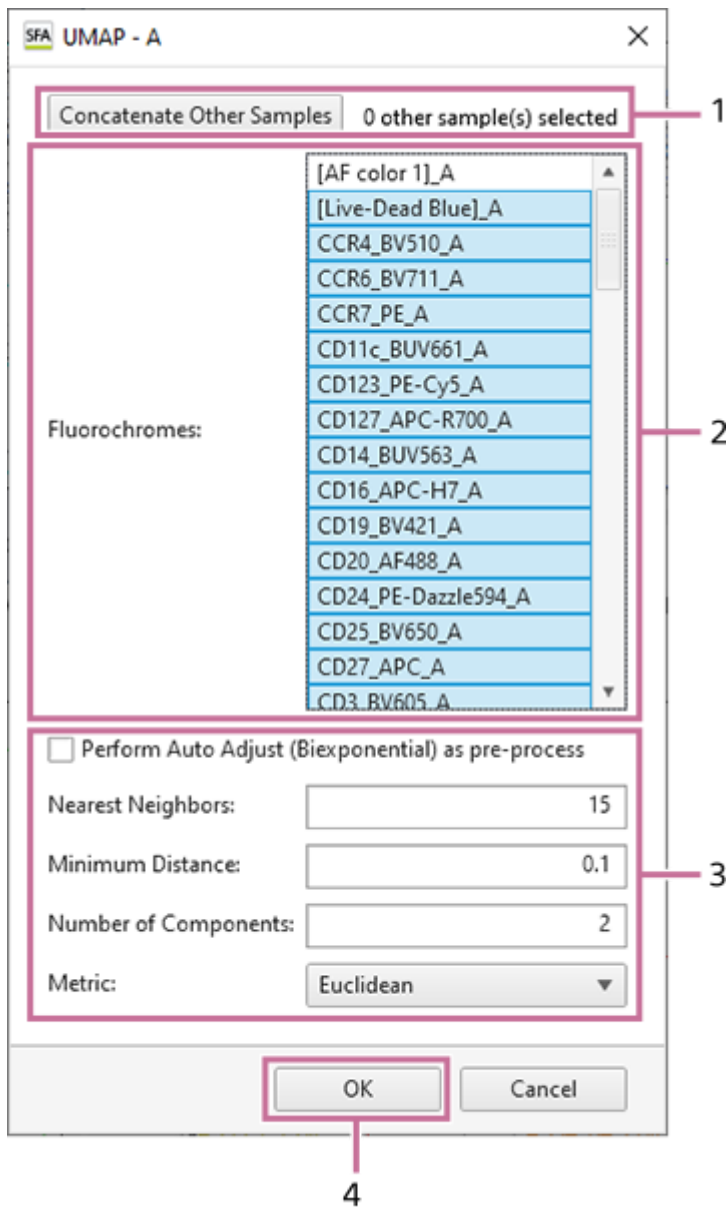 SFA UMAP - A
Concatenate Other Samples 0 other sample(s) selected 1
[AF color 1]_A
[Live-Dead Blue]_A
CCR4_BV510_A
CCR6_BV711_A
CCR7_PE_A
CD11c_BUV661_A
CD123_PE-Cy5_A
CD127_APC-R700_A
Fluorochromes: 2
CD14_BUV563_A
CD16_APC-H7_A
CD19_BV421_A
CD20_AF488_A
CD24_PE-Dazzle594_A
CD25_BV650_A
CD27_APC_A
CD3_BV605_A
Perform Auto Adjust (Biexponential) as pre-process
Nearest Neighbors: 15
Minimum Distance: 0.1
3
Number of Components: 2
Metric: Euclidean
OK Cancel
4